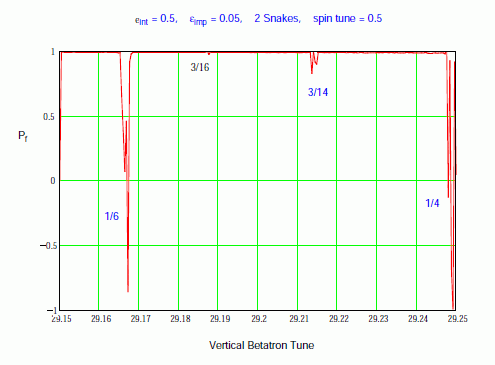 eint = 0.5, εimp = 0.05, 2 Snakes, spin tune = 0.5
1
3/16
3/14
0.5
Pf
0
1/4
1/6
−0.5
−1
29.15 29.16 29.17 29.18 29.19 29.2 29.21 29.22 29.23 29.24 29.25
Vertical Betatron Tune